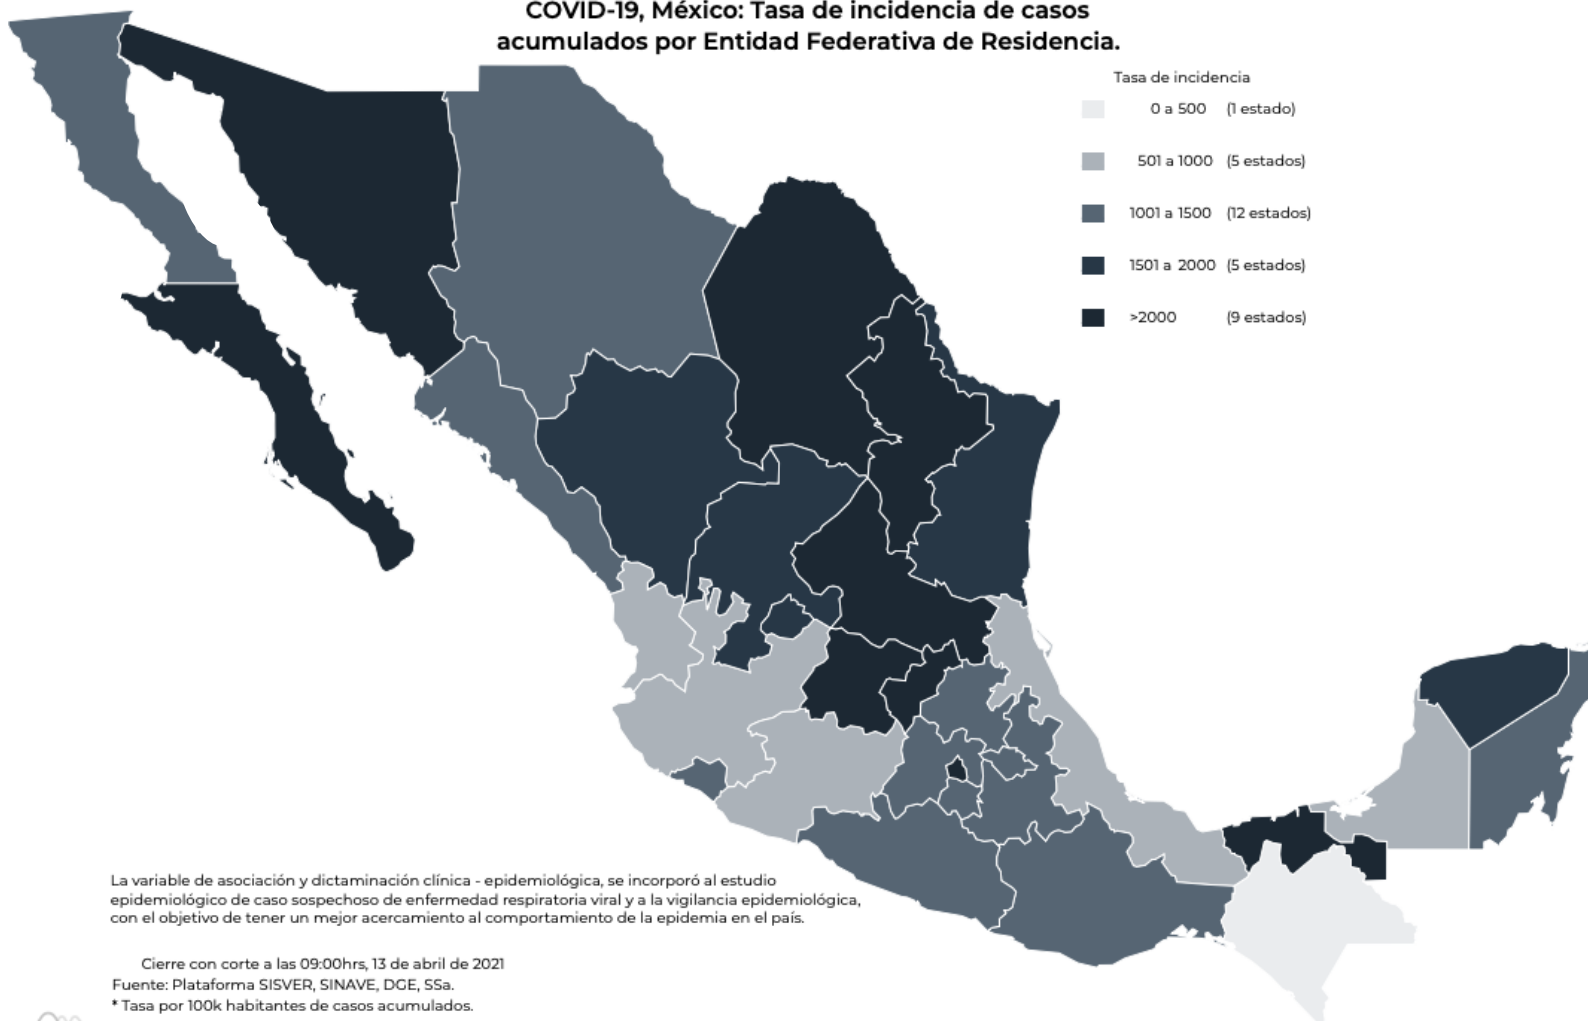 COVID-19, México: Tasa de incidencia de casos
acumulados por Entidad Federativa de Residencia.
Tasa de incidencia
0 a 500 (1 estado)
501 a 1000 (5 estados)
1001 a 1500 (12 estados)
1501 a 2000 (5 estados)
>2000 (9 estados)
La variable de asociación y dictaminación clínica - epidemiológica, se incorporó al estudio
epidemiológico de caso sospechoso de enfermedad respiratoria viral y a la vigilancia epidemiológica,
con el objetivo de tener un mejor acercamiento al comportamiento de la epidemia en el país.
Cierre con corte a las 09:00hrs, 13 de abril de 2021
Fuente: Plataforma SISVER, SINAVE, DGE, SSa.
* Tasa por 100k habitantes de casos acumulados.